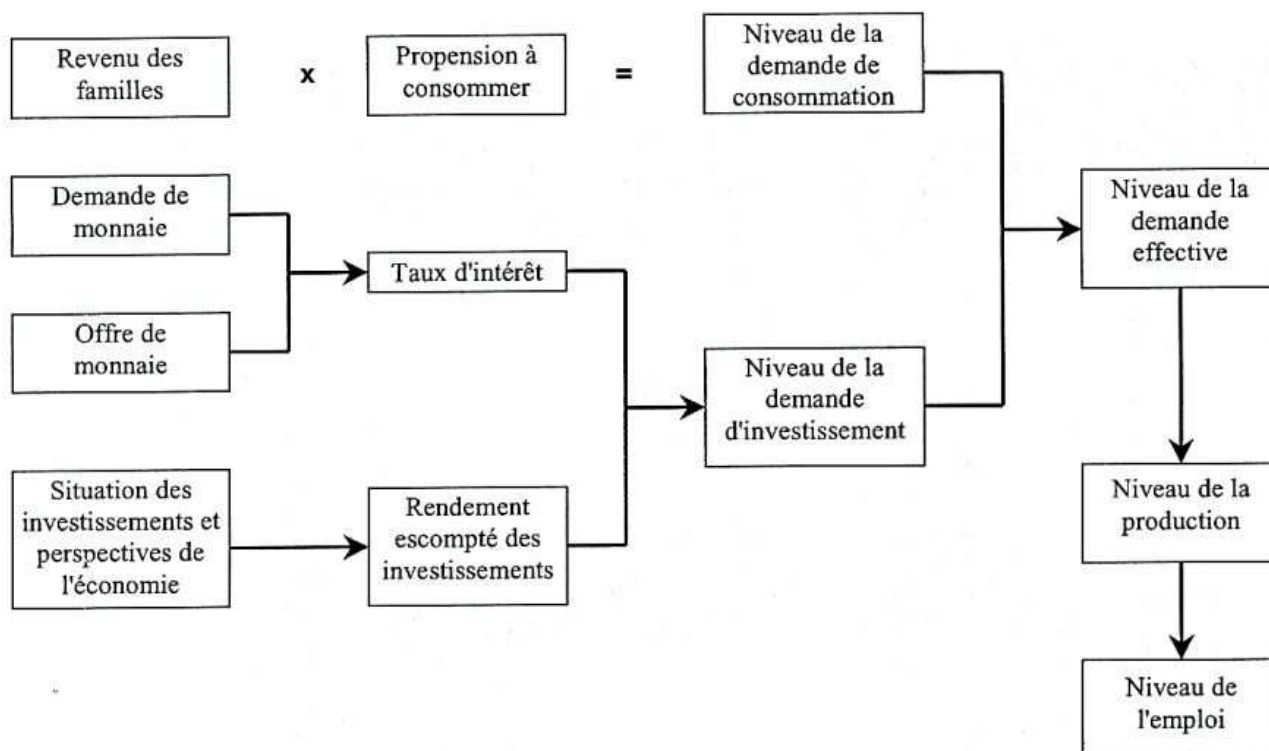 Revenu des
familles
x
Propension à
consommer
=
Niveau de la
demande de
consommation
Demande de
monnaie
Offre de
monnaie
Taux d'intérêt
Niveau de la
demande
effective
Niveau de la
demande
d'investissement
Situation des
investissements et
perspectives de
l'économie
Rendement
escompté des
investissements
Niveau de la
production
Niveau de
l'emploi